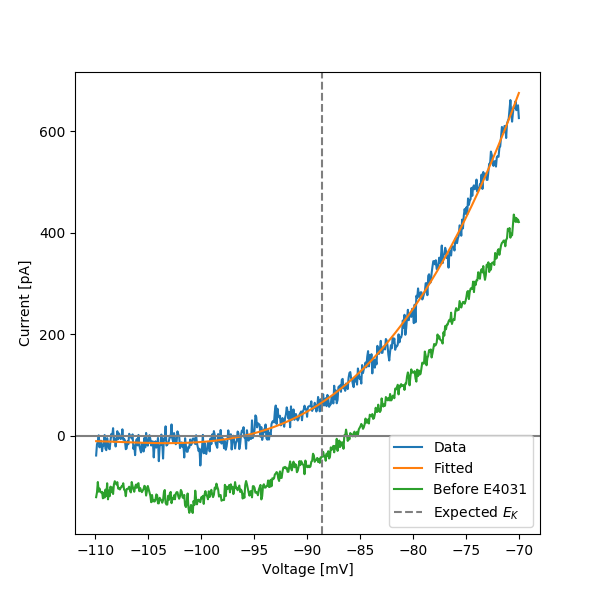 600
400
200
0
Current [pA]
−110 −105 −100 −95 −90 −85 −80 −75 −70
Voltage [mV]
Data
Fitted
Before E4031
Expected E_K